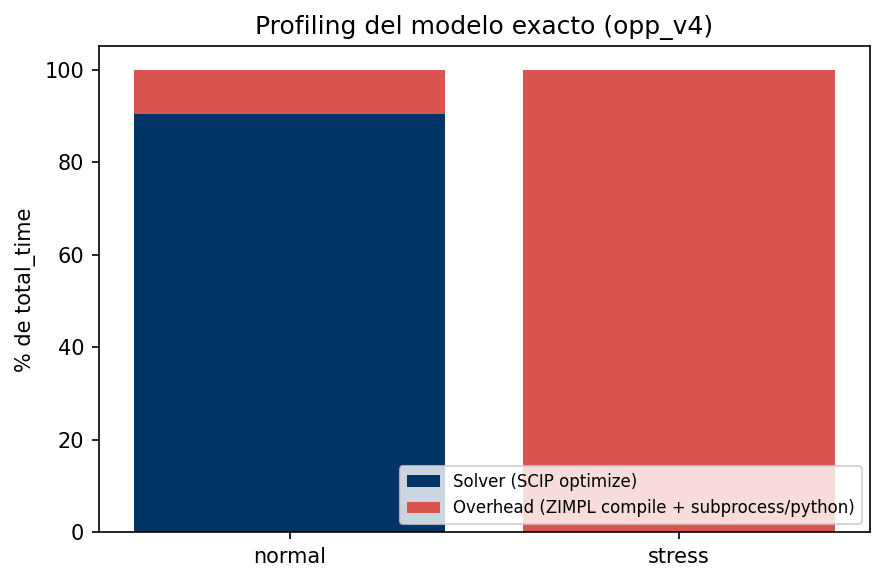 Profiling del modelo exacto (opp_v4)
% de total_time
100
80
60
40
20
0
Solver (SCIP optimize)
Overhead (ZIMPL compile + subprocess/python)
normal
stress